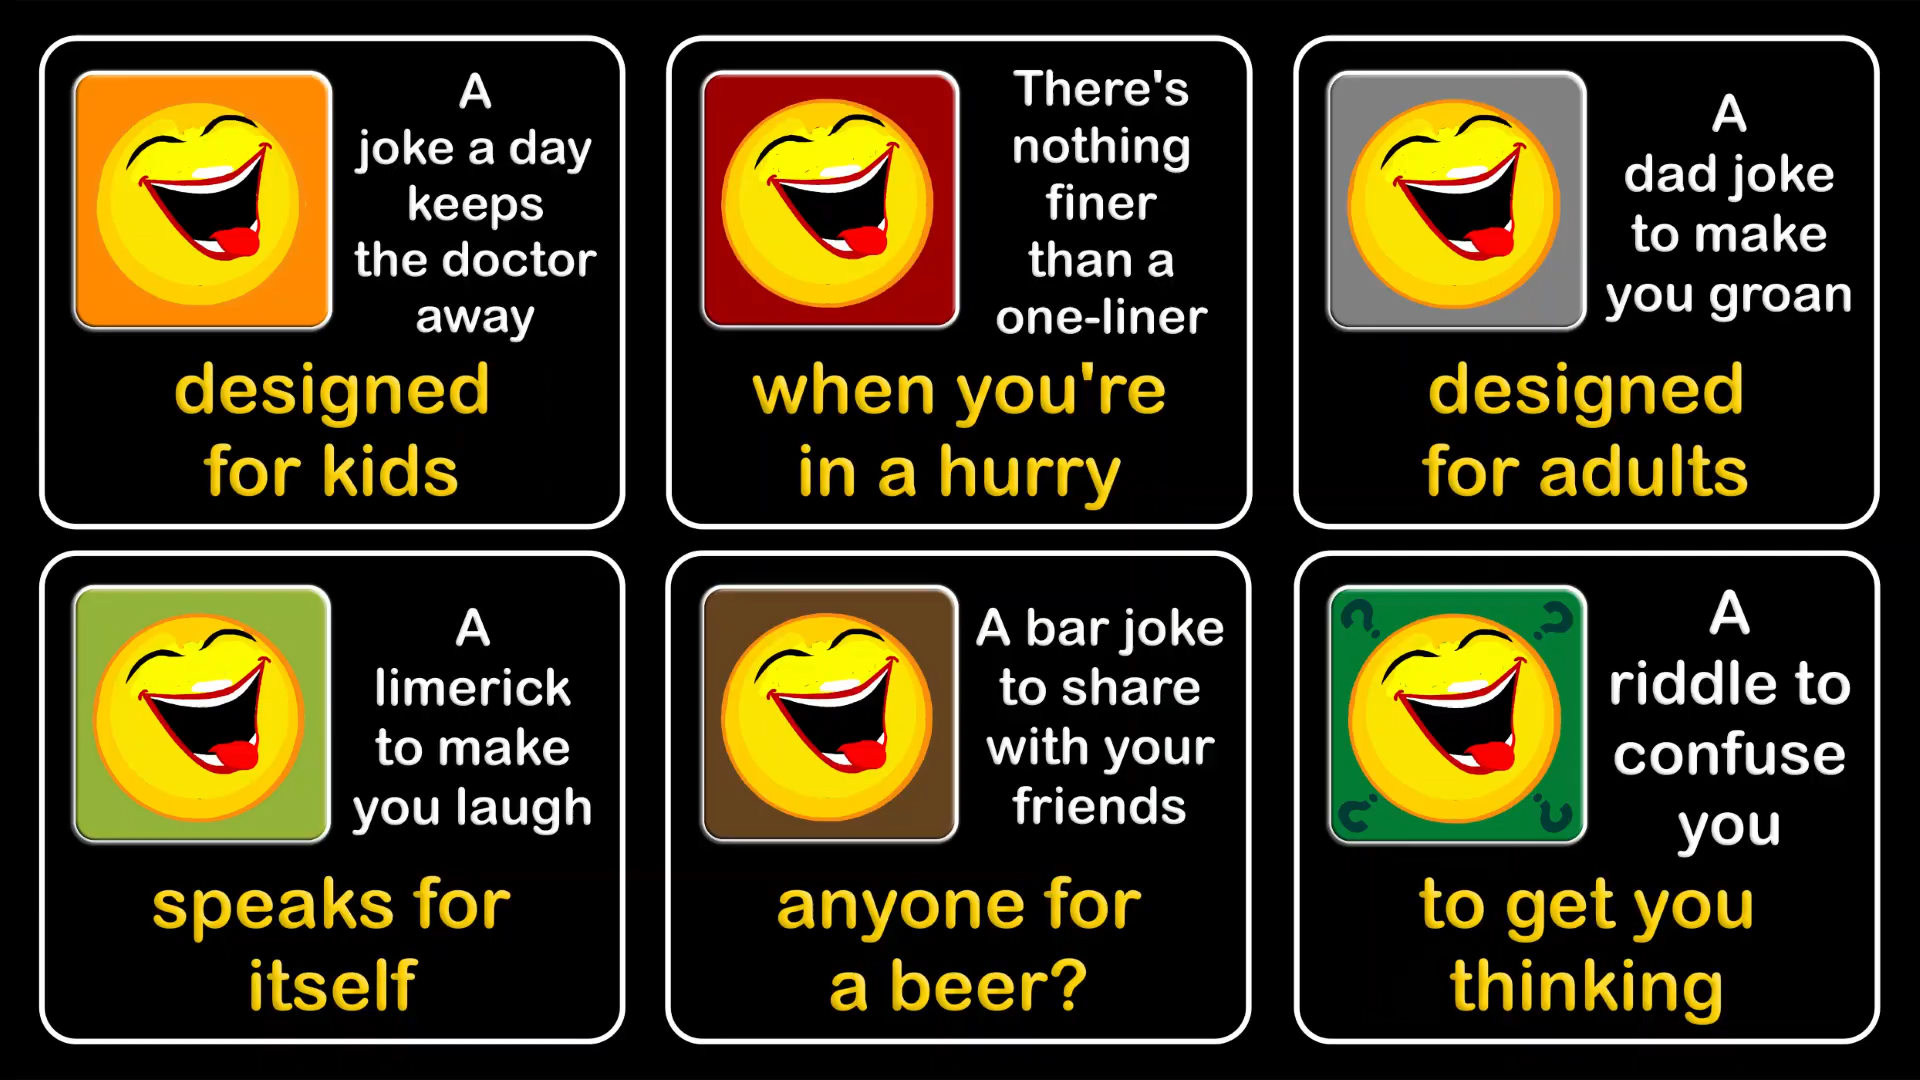 A
joke a day
keeps
the doctor
away
designed
for kids
There's
nothing
finer
than a
one-liner
when you're
in a hurry
A
dad joke
to make
you groan
designed
for adults
A
limerick
to make
you laugh
speaks for
itself
A bar joke
to share
with your
friends
anyone for
a beer?
A
riddle to
confuse
you
to get you
thinking